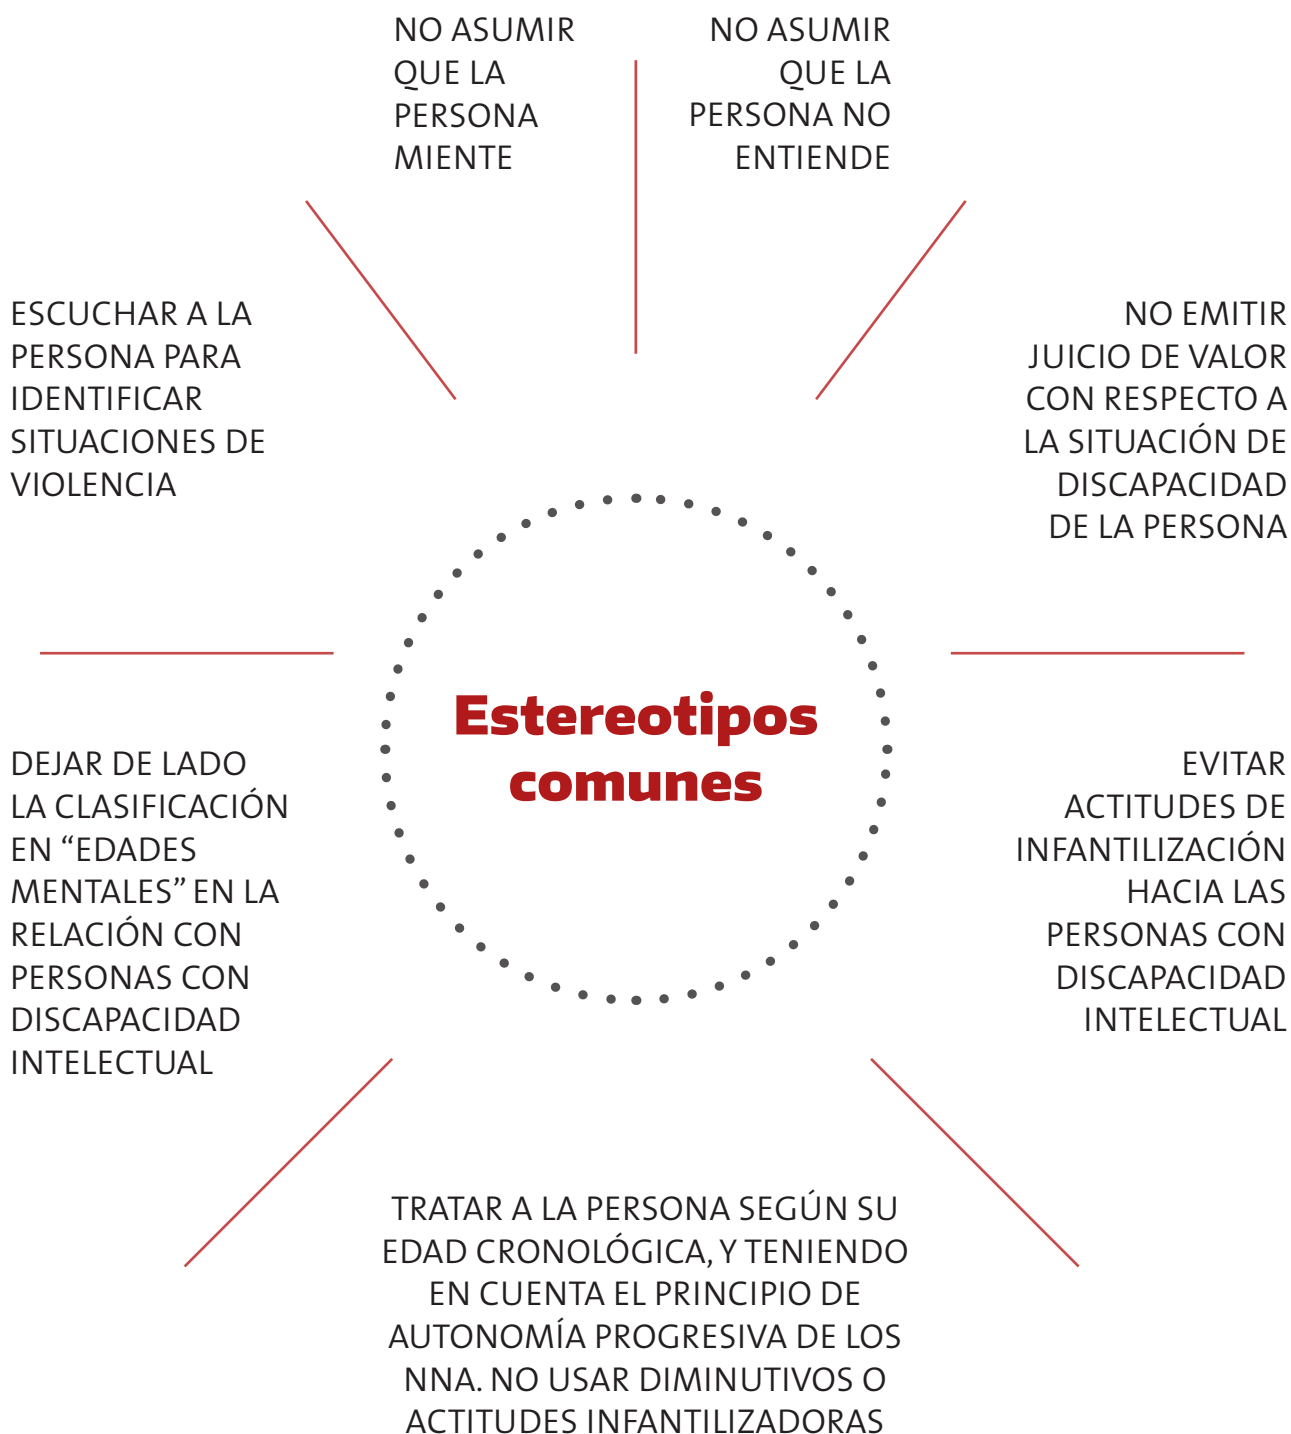 NO ASUMIR
QUE LA
PERSONA
MIENTE
NO ASUMIR
QUE LA
PERSONA NO
ENTIENDE
ESCUCHAR A LA
PERSONA PARA
IDENTIFICAR
SITUACIONES DE
VIOLENCIA
NO EMITIR
JUICIO DE VALOR
CON RESPECTO A
LA SITUACIÓN DE
DISCAPACIDAD
DE LA PERSONA
Estereotipos
comunes
DEJAR DE LADO
LA CLASIFICACIÓN
EN “EDADES
MENTALES” EN LA
RELACIÓN CON
PERSONAS CON
DISCAPACIDAD
INTELECTUAL
EVITAR
ACTITUDES DE
INFANTILIZACIÓN
HACIA LAS
PERSONAS CON
DISCAPACIDAD
INTELECTUAL
TRATAR A LA PERSONA SEGÚN SU
EDAD CRONOLÓGICA, Y TENIENDO
EN CUENTA EL PRINCIPIO DE
AUTONOMÍA PROGRESIVA DE LOS
NNA. NO USAR DIMINUTIVOS O
ACTITUDES INFANTILIZADORAS